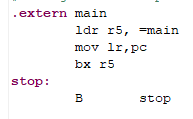 .extern main
ldr r5, =main
mov lr,pc
bx r5
stop:
B stop